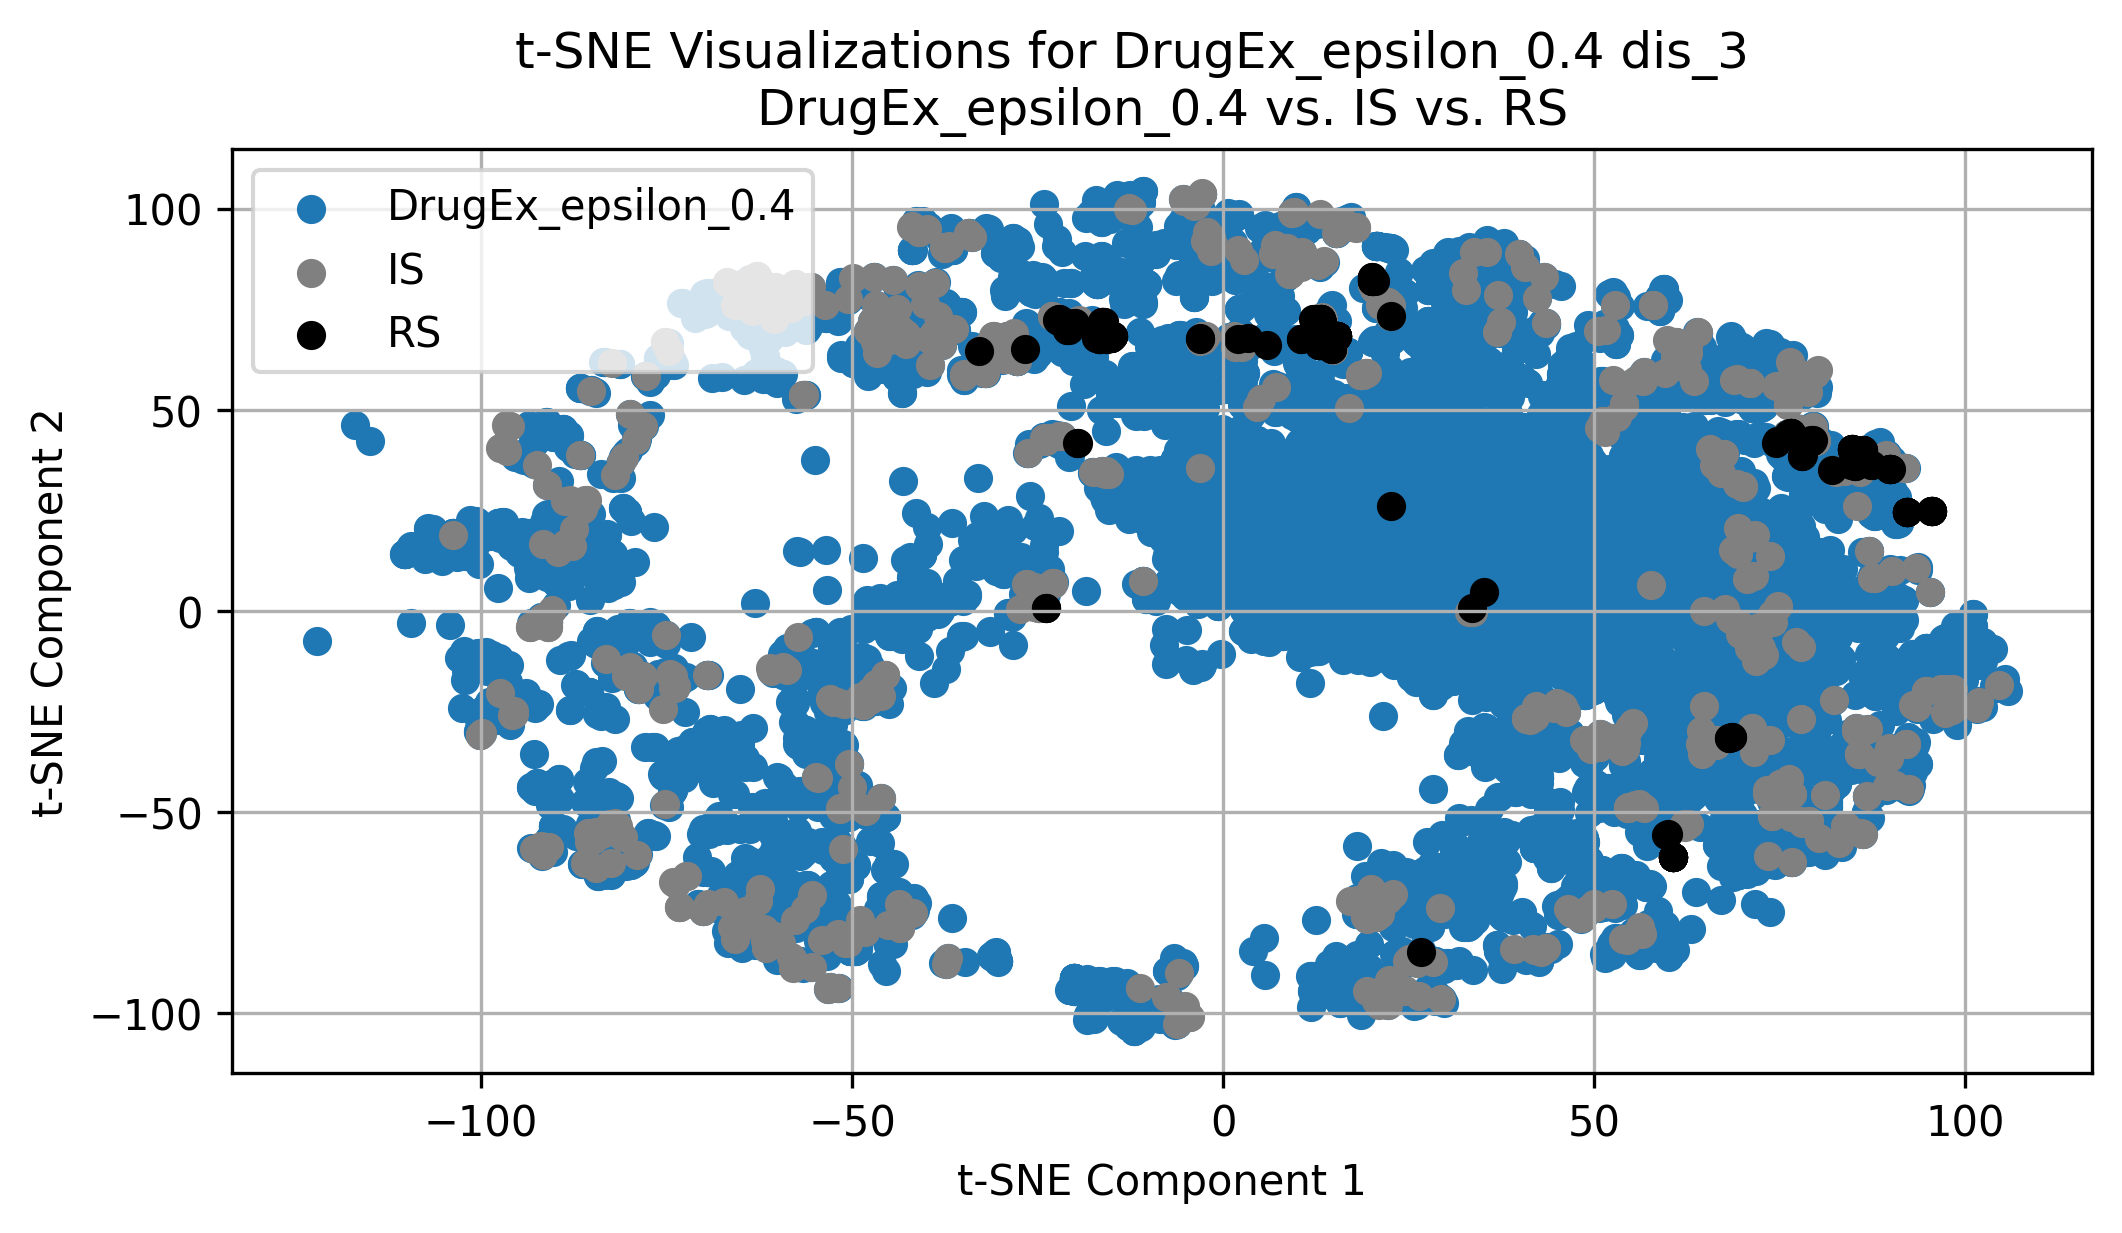 t-SNE Visualizations for DrugEx_epsilon_0.4 dis_3
DrugEx_epsilon_0.4 vs. IS vs. RS
DrugEx_epsilon_0.4
IS
RS
100
50
0
−50
−100
t-SNE Component 2
−100
−50
0
50
100
t-SNE Component 1